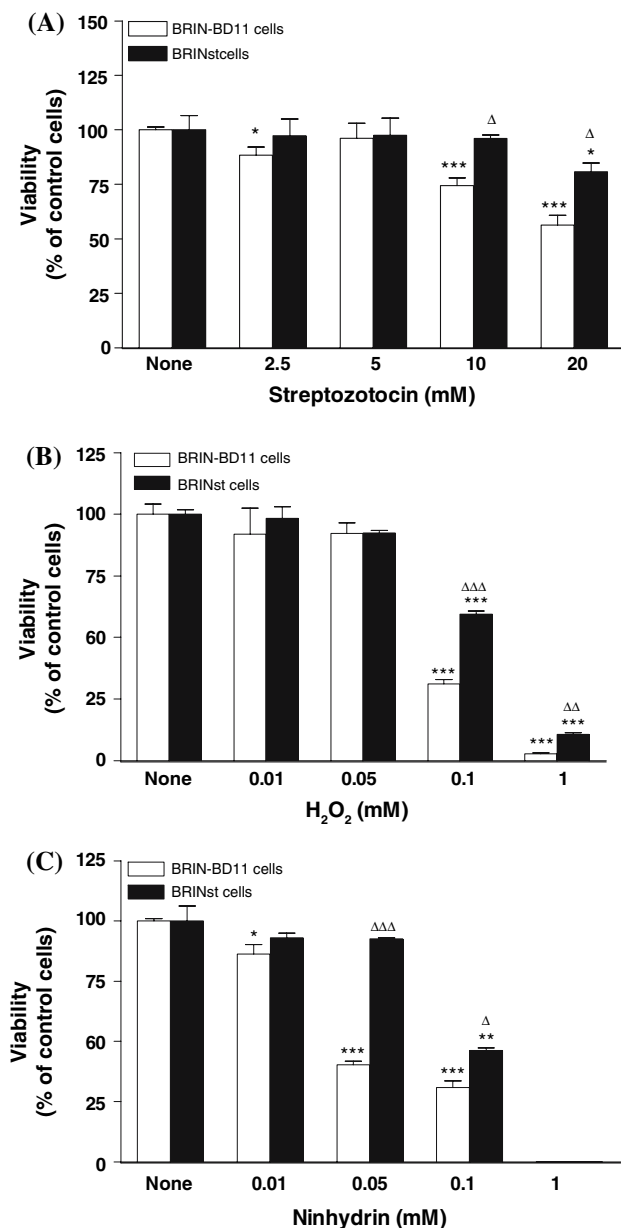 (A)
150
BRIN-BD11 cells
BRINstcells
125
100
75
50
25
0
Viability
(% of control cells)
*
***
Δ
***
Δ
*
None 2.5 5 10 20
Streptozotocin (mM)
(B)
125
BRIN-BD11 cells
BRINst cells
100
75
60
25
0
Viability
(% of control cells)
***
ΔΔΔ
***
***
ΔΔ
***
None 0.01 0.05 0.1 1
H₂O₂ (mM)
(C)
125
BRIN-BD11 cells
BRINst cells
100
75
60
25
0
Viability
(% of control cells)
*
***
ΔΔΔ
***
Δ
**
None 0.01 0.05 0.1 1
Ninhydrin (mM)